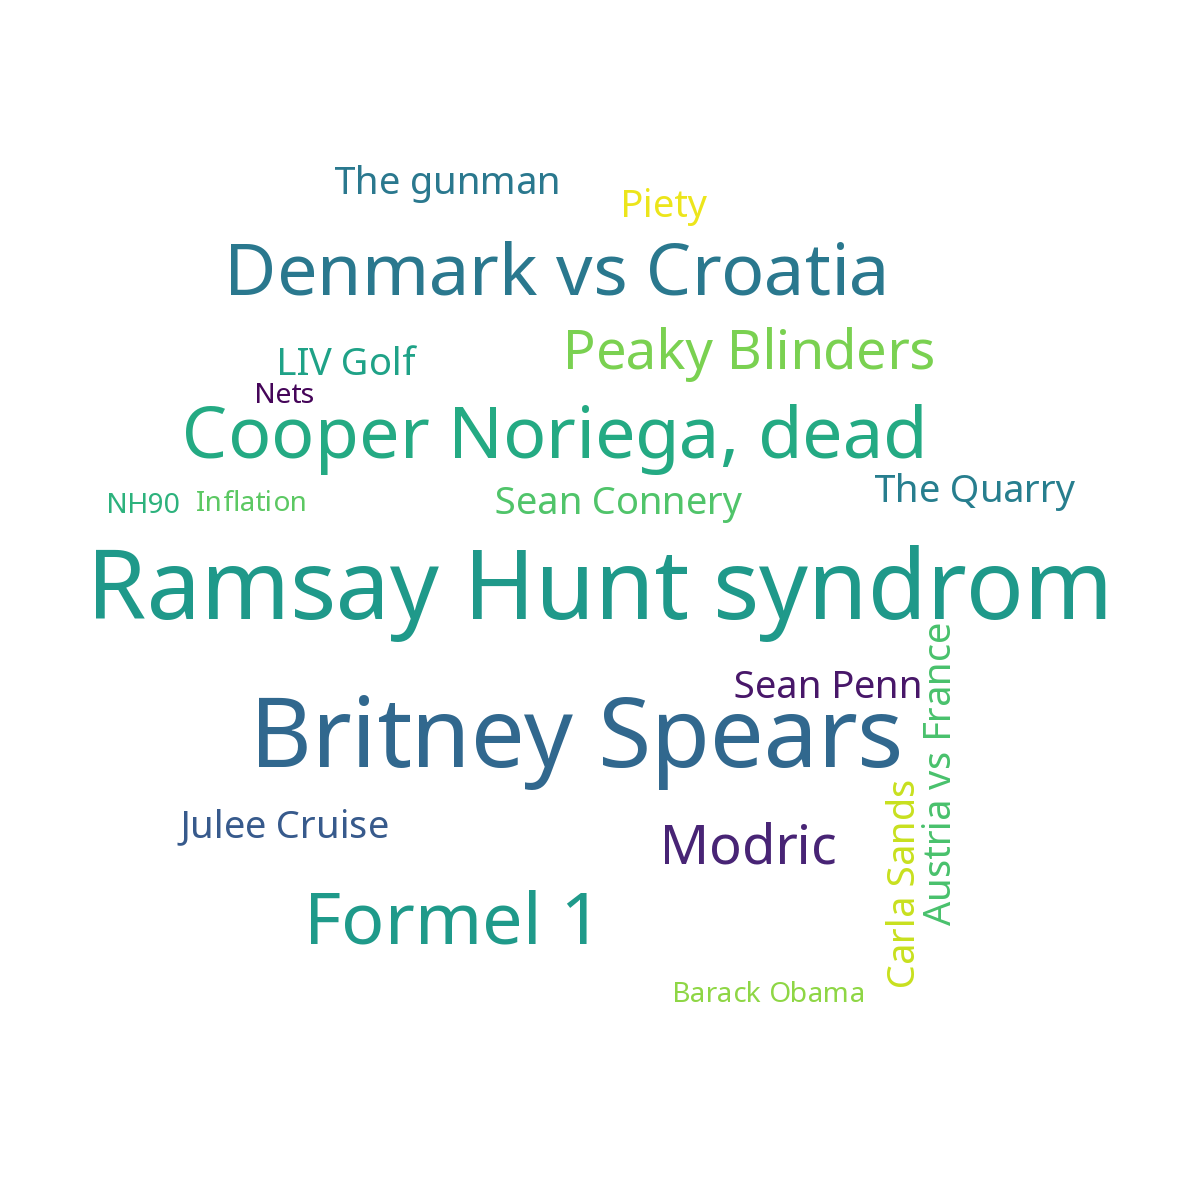 The gunman
Piety
Denmark vs Croatia
Peaky Blinders
LIV Golf
Nets
Cooper Noriega, dead
The Quarry
NH90
Inflation
Sean Connery
Ramsay Hunt syndrom
Austria vs France
Sean Penn
Britney Spears
Carla Sands
Julee Cruise
Modric
Formel 1
Barack Obama